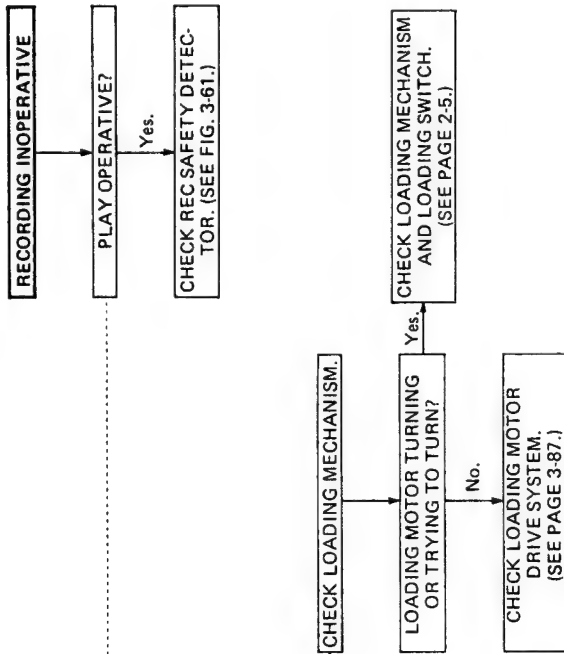 RECORDING INOPERATIVE
PLAY OPERATIVE?
Yes.
CHECK REC SAFETY DETEC-
TOR. (SEE FIG. 3-61.)
CHECK LOADING MECHANISM.
LOADING MOTOR TURNING
OR TRYING TO TURN?
Yes.
CHECK LOADING MECHANISM
AND LOADING SWITCH.
(SEE PAGE 2-5.)
No.
CHECK LOADING MOTOR
DRIVE SYSTEM.
(SEE PAGE 3-87.)